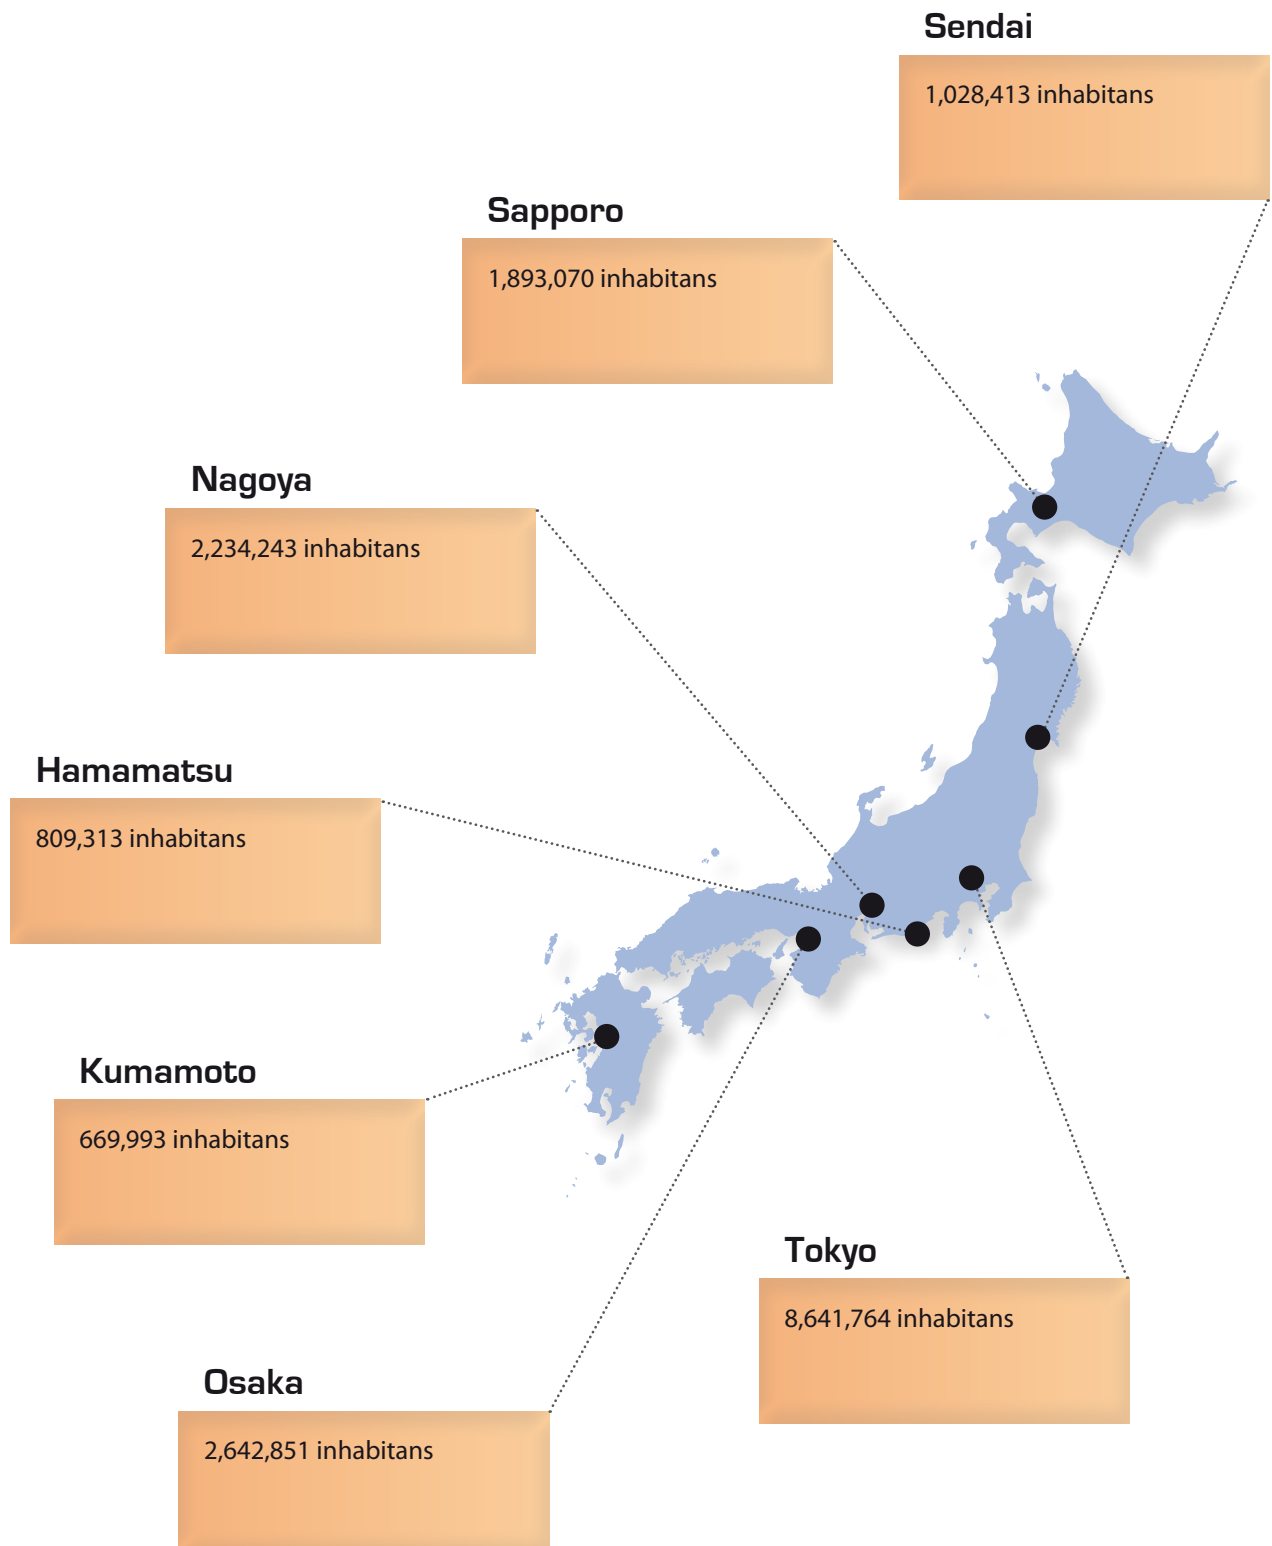 Sendai
1,028,413 inhabitans
Sapporo
1,893,070 inhabitans
Nagoya
2,234,243 inhabitans
Hamamatsu
809,313 inhabitans
Kumamoto
669,993 inhabitans
Tokyo
8,641,764 inhabitans
Osaka
2,642,851 inhabitans